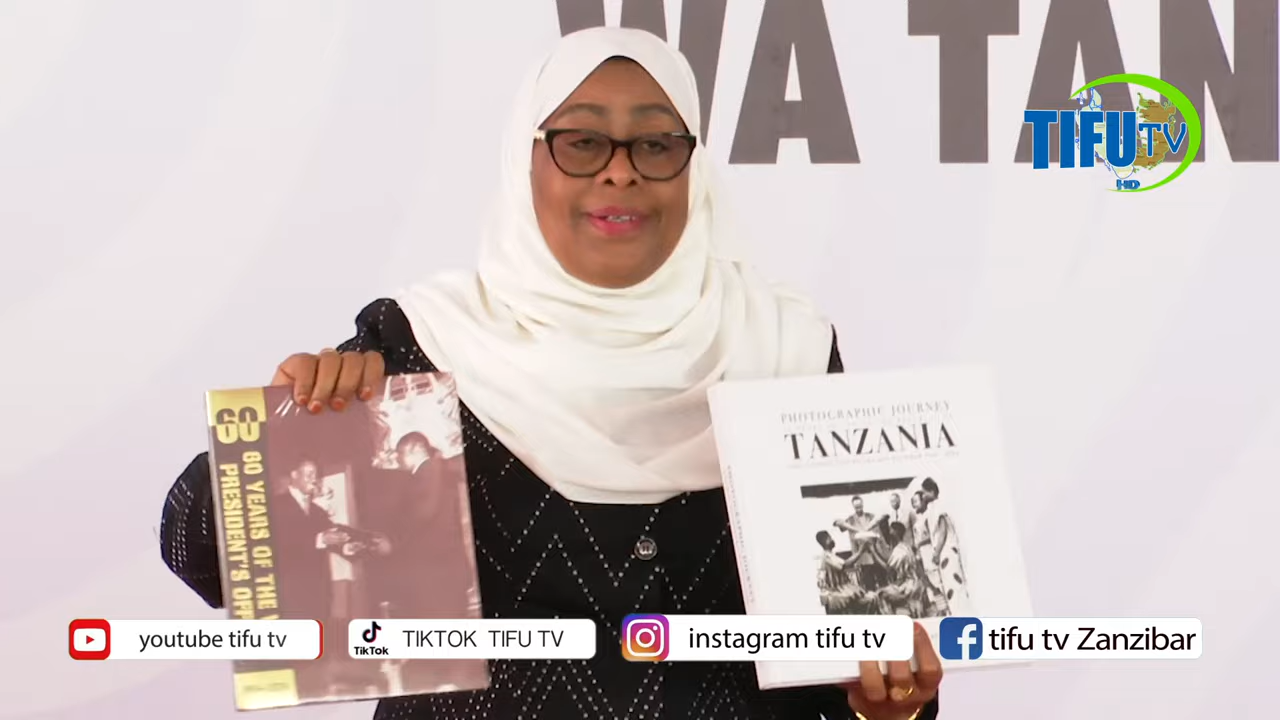 WA TAN
TIFU TV
HD
60
60 YEARS OF THE
PRESIDENT'S
PHOTOGRAPHIC JOURNEY
TANZANIA
youtube tifu tv
TikTok
TIKTOK TIFU TV
instagram tifu tv
tifu tv Zanzibar